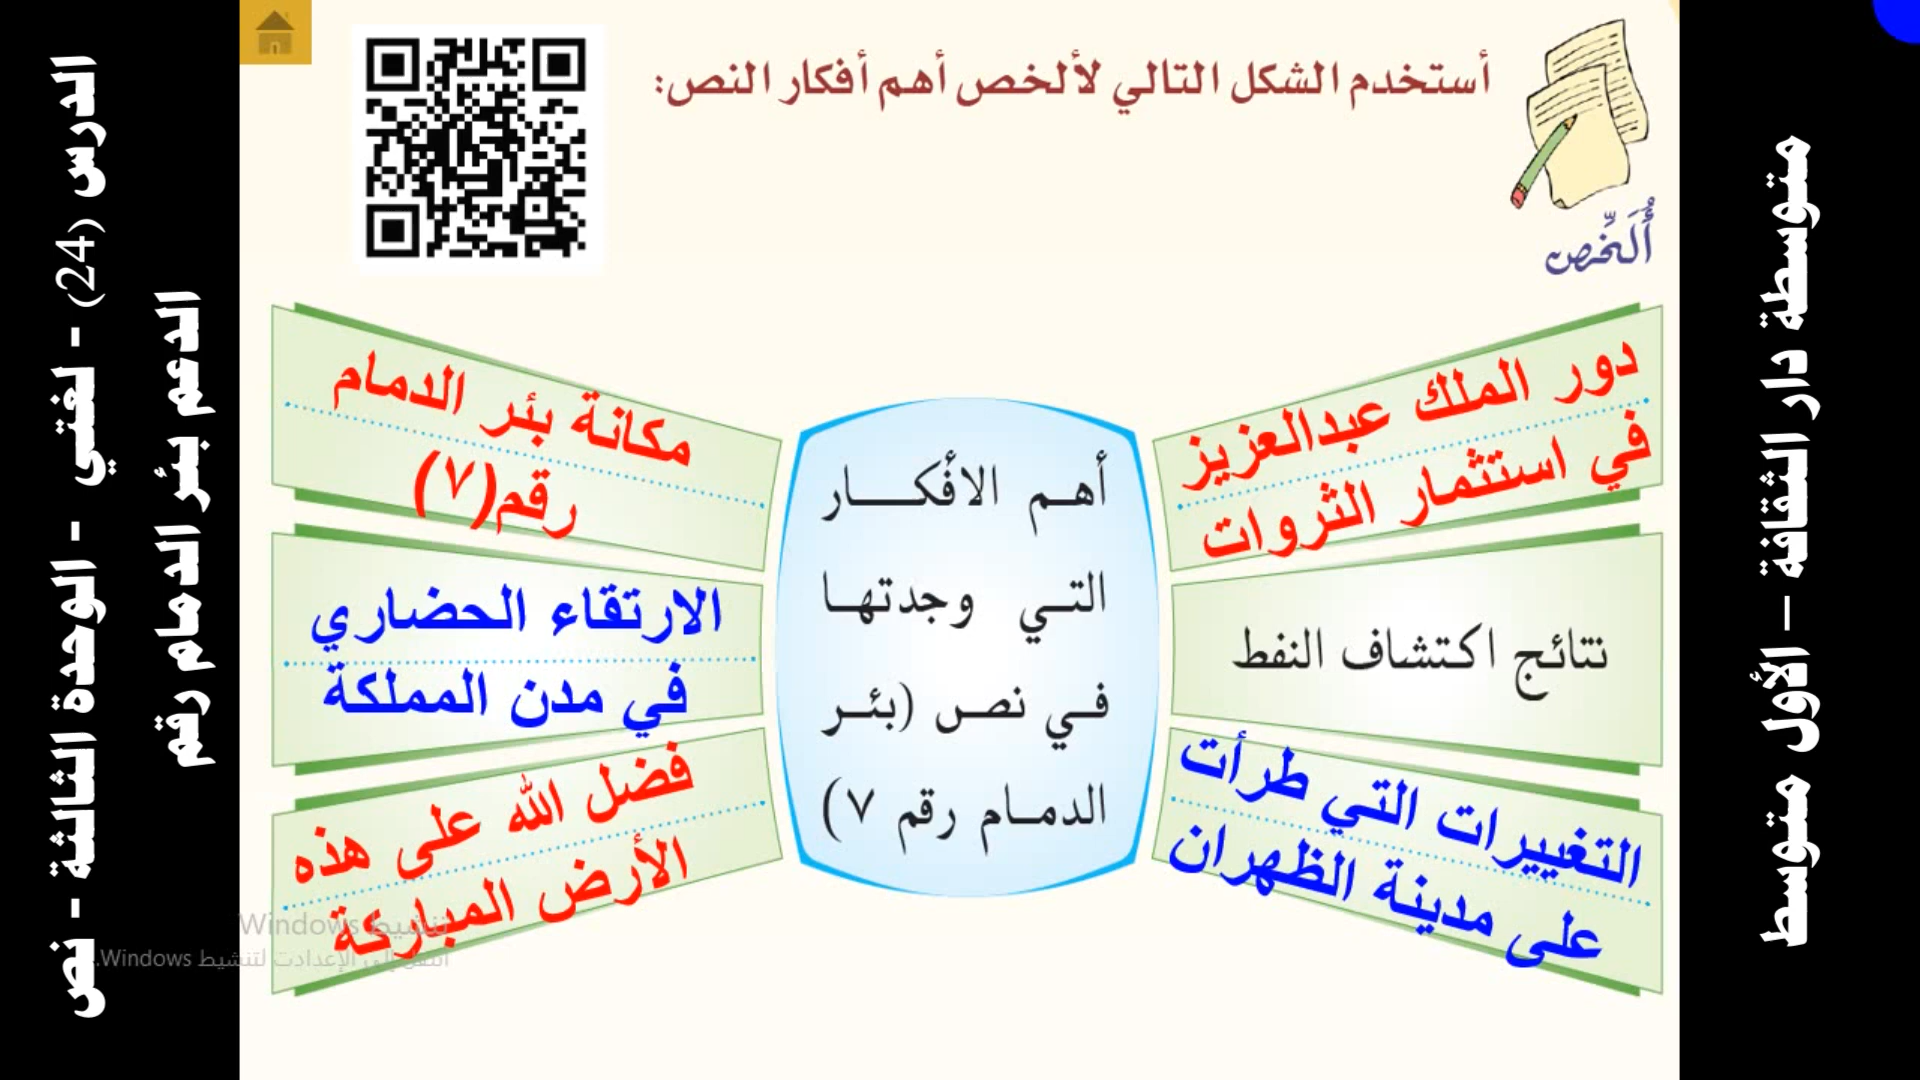 أستخدم الشكل التالي لألخص أهم أفكار النص:
أُلَخِّص
دور الملك عبدالعزيز
في استثمار الثروات
نتائج اكتشاف النفط
التغييرات التي طرأت
على مدينة الظهران
أهم الأفكار
التي وجدتها
في نص (بئر
الدمام رقم ٧)
مكانة بئر الدمام
رقم(٧)
الارتقاء الحضاري
في مدن المملكة
فضل الله على هذه
الأرض المباركة
متوسطة دار الثقافة – الأول متوسط
الدرس (24) - لغتي - الوحدة الثالثة - نص
الدعم بئر الدمام رقم
تنشيط Windows
انتقل إلى الإعدادت لتنشيط Windows.